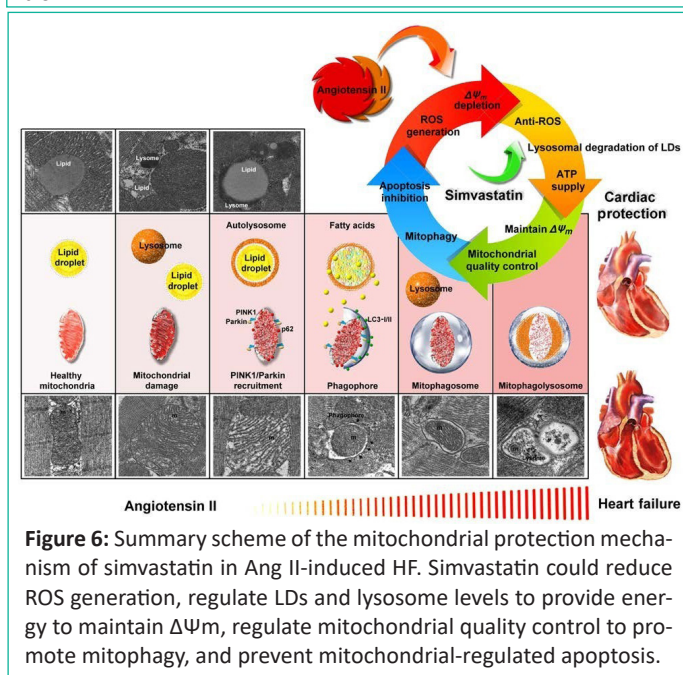 Angiotensin II
ΔΨm
depletion
ROS
generation
Anti-ROS
Lysosomal degradation of LDs
Apoptosis
inhibition
Simvastatin
ATP
supply
Cardiac
protection
Mitophagy
Maintain ΔΨm
Mitochondrial
quality control
Lipid
Lysome
Lipid
Lipid
Lysome
Autolysosome
Fatty acids
Lipid
droplet
Lysosome
Lipid
droplet
Lipid
droplet
Lysosome
PINK1
Parkin
p62
LC3-I/II
Healthy
mitochondria
Mitochondrial
damage
PINK1/Parkin
recruitment
Phagophore
Mitophagosome
Mitophagolysosome
m
m
m
Phagophore
m
m
m
Angiotensin II
Heart failure
Figure 6: Summary scheme of the mitochondrial protection mecha-
nism of simvastatin in Ang II-induced HF. Simvastatin could reduce
ROS generation, regulate LDs and lysosome levels to provide ener-
gy to maintain ΔΨm, regulate mitochondrial quality control to pro-
mote mitophagy, and prevent mitochondrial-regulated apoptosis.